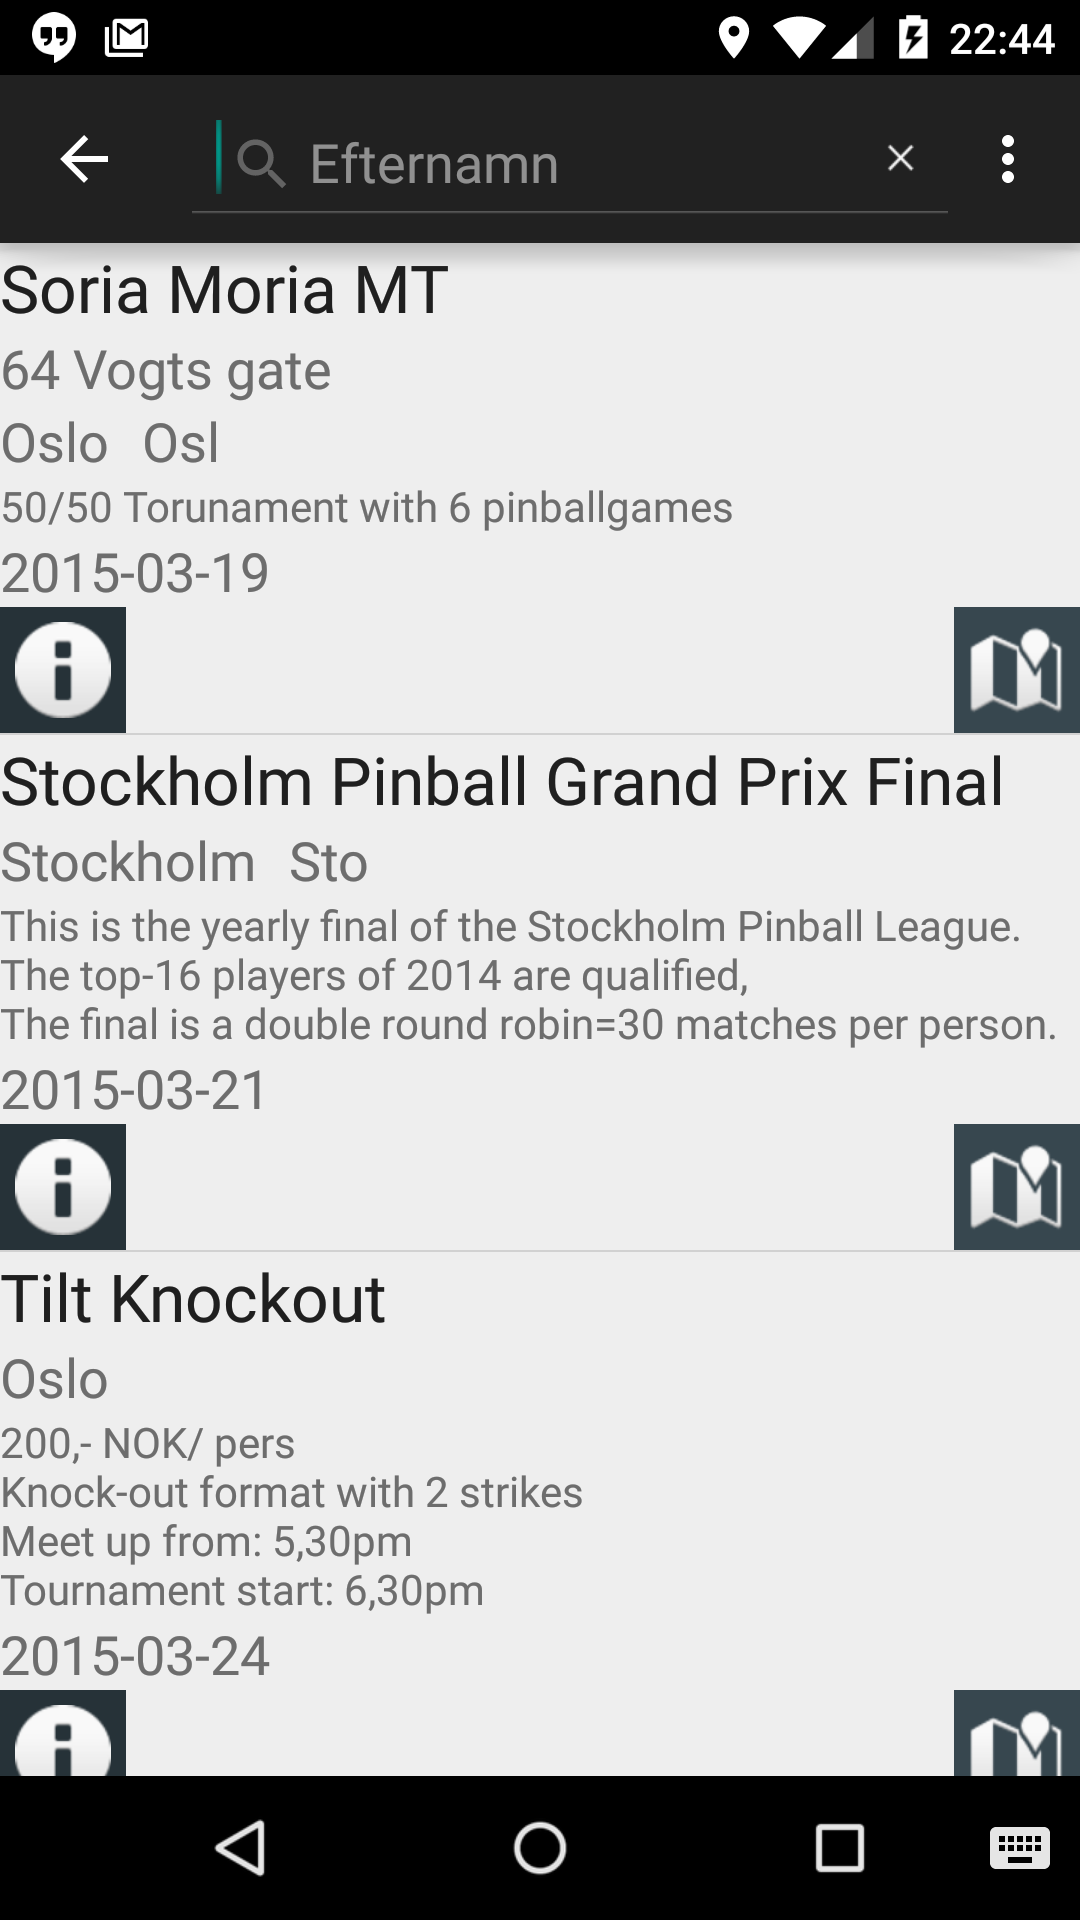 22:44
Efternamn
Soria Moria MT
64 Vogts gate
Oslo Osl
50/50 Torunament with 6 pinballgames
2015-03-19
Stockholm Pinball Grand Prix Final
Stockholm Sto
This is the yearly final of the Stockholm Pinball League.
The top-16 players of 2014 are qualified,
The final is a double round robin=30 matches per person.
2015-03-21
Tilt Knockout
Oslo
200,- NOK/ pers
Knock-out format with 2 strikes
Meet up from: 5,30pm
Tournament start: 6,30pm
2015-03-24